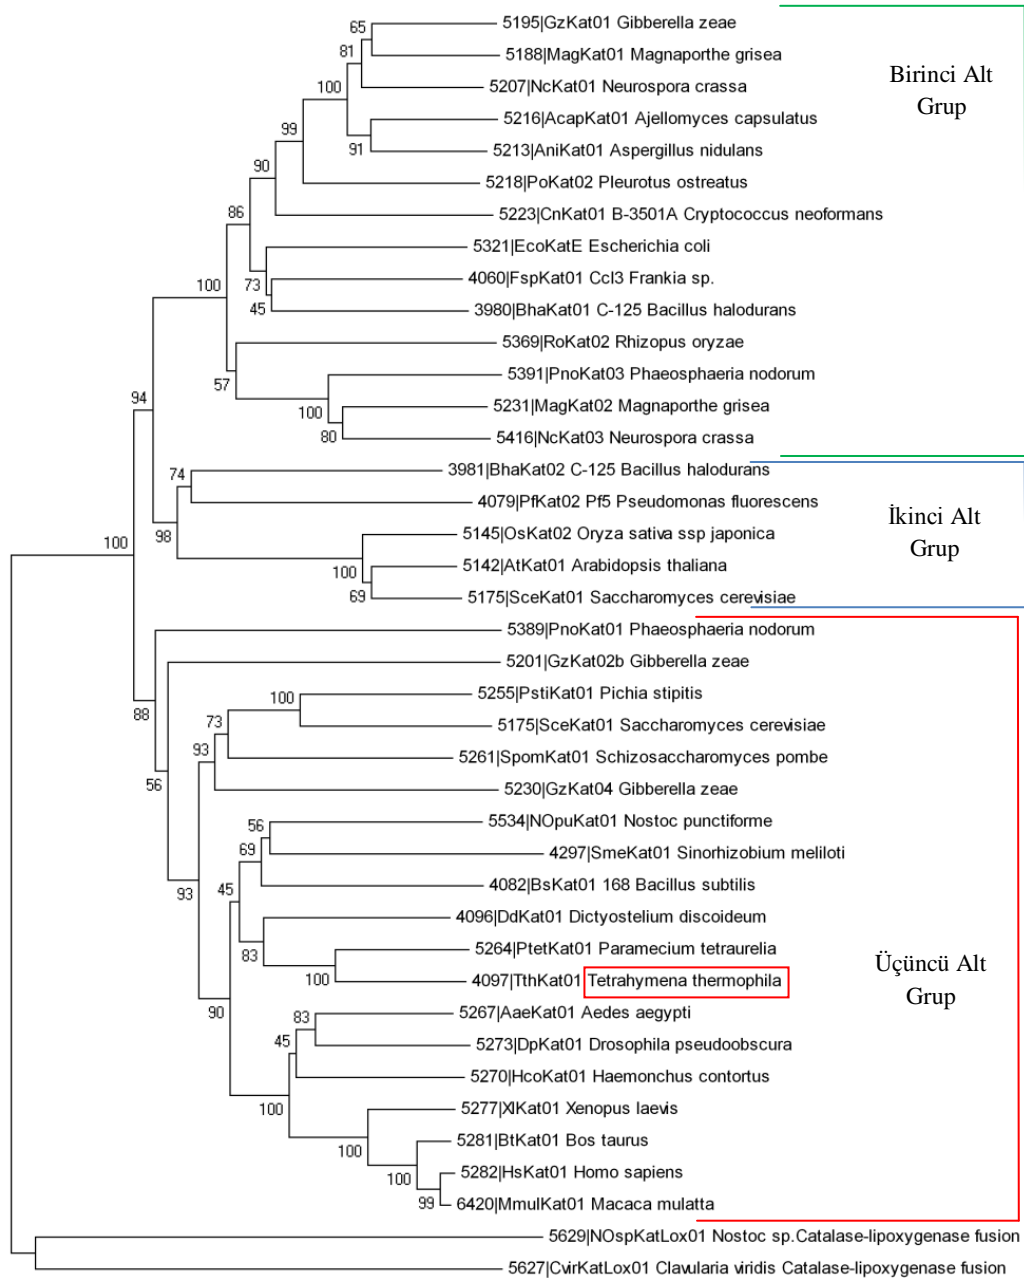 65
5195|GzKat01 Gibberella zeae
81
5188|MagKat01 Magnaporthe grisea
Birinci Alt
Grup
100
5207|NcKat01 Neurospora crassa
99
5216|AcapKat01 Ajellomyces capsulatus
91
5213|AniKat01 Aspergillus nidulans
90
5218|PoKat02 Pleurotus ostreatus
86
5223|CnKat01 B-3501A Cryptococcus neoformans
5321|EcoKatE Escherichia coli
73
4060|FspKat01 CcI3 Frankia sp.
100
45
3980|BhaKat01 C-125 Bacillus halodurans
5369|RoKat02 Rhizopus oryzae
57
5391|PnoKat03 Phaeosphaeria nodorum
94
100
5231|MagKat02 Magnaporthe grisea
80
5416|NcKat03 Neurospora crassa
74
3981|BhaKat02 C-125 Bacillus halodurans
4079|PfKat02 Pf5 Pseudomonas fluorescens
İkinci Alt
Grup
98
5145|OsKat02 Oryza sativa ssp japonica
100
100
5142|AtKat01 Arabidopsis thaliana
69
5175|SceKat01 Saccharomyces cerevisiae
5389|PnoKat01 Phaeosphaeria nodorum
5201|GzKat02b Gibberella zeae
88
100
5255|PstiKat01 Pichia stipitis
73
5175|SceKat01 Saccharomyces cerevisiae
93
5261|SpomKat01 Schizosaccharomyces pombe
56
5230|GzKat04 Gibberella zeae
56
5534|NOpuKat01 Nostoc punctiforme
69
4297|SmeKat01 Sinorhizobium meliloti
93
45
4082|BsKat01 168 Bacillus subtilis
4096|DdKat01 Dictyostelium discoideum
83
5264|PtetKat01 Paramecium tetraurelia
100
4097|TthKat01 Tetrahymena thermophila
Üçüncü Alt
Grup
90
83
5267|AaeKat01 Aedes aegypti
45
5273|DpKat01 Drosophila pseudoobscura
5270|HcoKat01 Haemonchus contortus
100
5277|XlKat01 Xenopus laevis
100
5281|BtKat01 Bos taurus
100
5282|HsKat01 Homo sapiens
99
6420|MmulKat01 Macaca mulatta
5629|NOspKatLox01 Nostoc sp.Catalase-lipoxygenase fusion
5627|CvirKatLox01 Clavularia viridis Catalase-lipoxygenase fusion